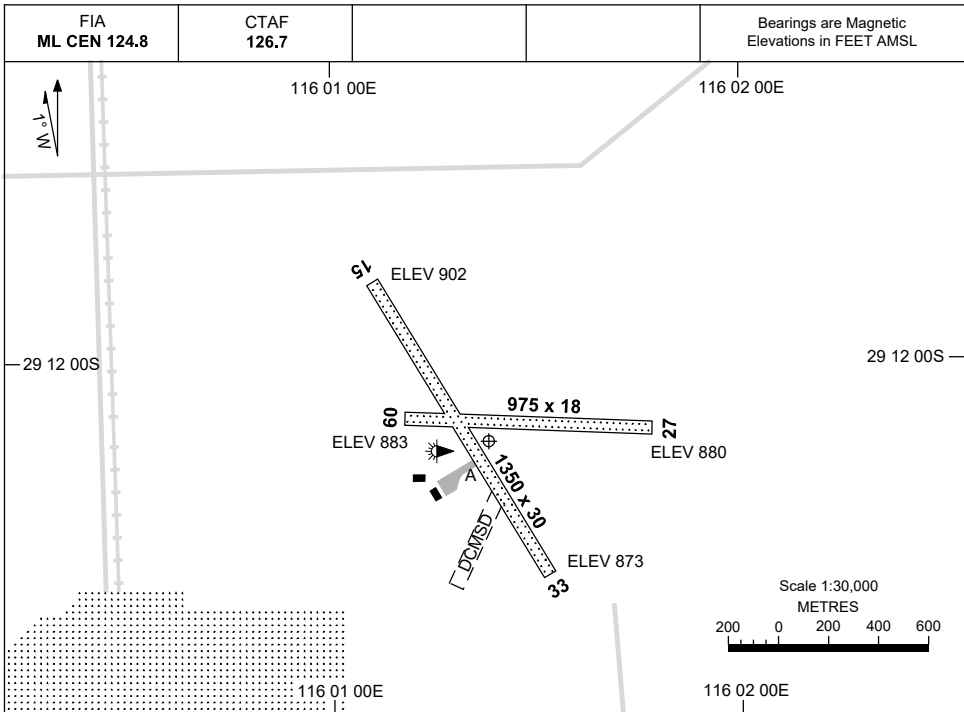 FIA
ML CEN 124.8
CTAF
126.7
Bearings are Magnetic
Elevations in FEET AMSL
116 01 00E
116 02 00E
1° W
15
ELEV 902
29 12 00S
29 12 00S
975 x 18
09
27
ELEV 883
ELEV 880
A
1350 x 30
DCMSD
ELEV 873
33
Scale 1:30,000
METRES
200 0 200 400 600
116 01 00E
116 02 00E